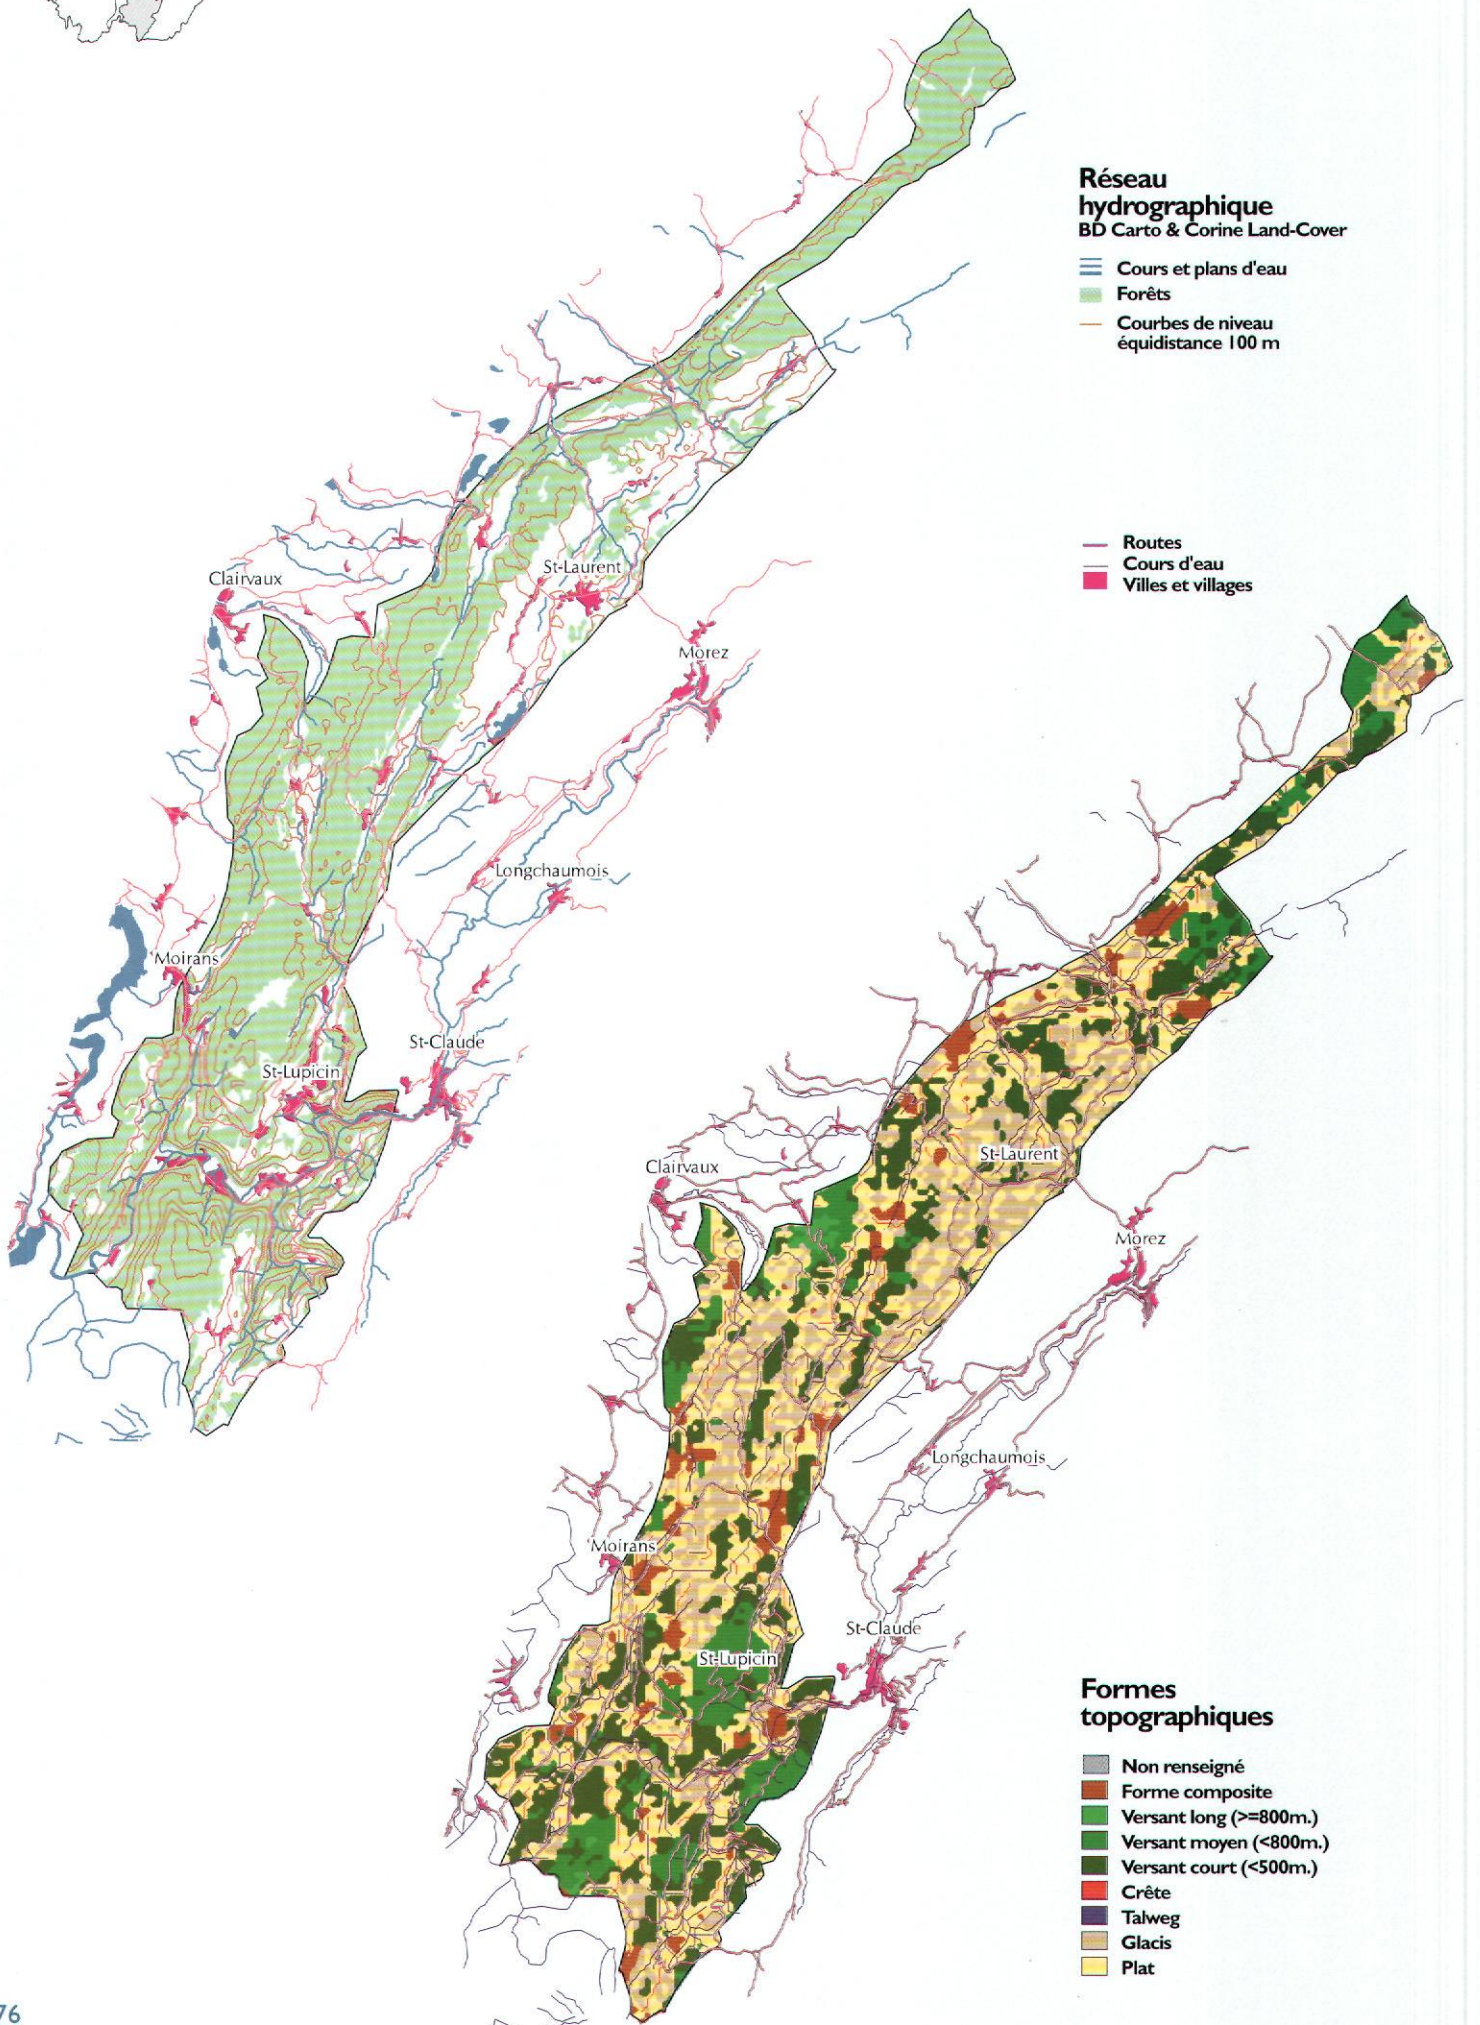 Réseau
hydrographique
BD Carto & Corine Land-Cover
Cours et plans d'eau
Forêts
Courbes de niveau
équidistance 100 m
Routes
Cours d'eau
Villes et villages
Clairvaux
St-Laurent
Morez
Longchaumois
Moirans
St-Claude
St-Lupicin
Clairvaux
St-Laurent
Morez
Longchaumois
Moirans
St-Claude
St-Lupicin
Formes
topographiques
Non renseigné
Forme composite
Versant long (>=800m.)
Versant moyen (<800m.)
Versant court (<500m.)
Crête
Talweg
Glacis
Plat
76